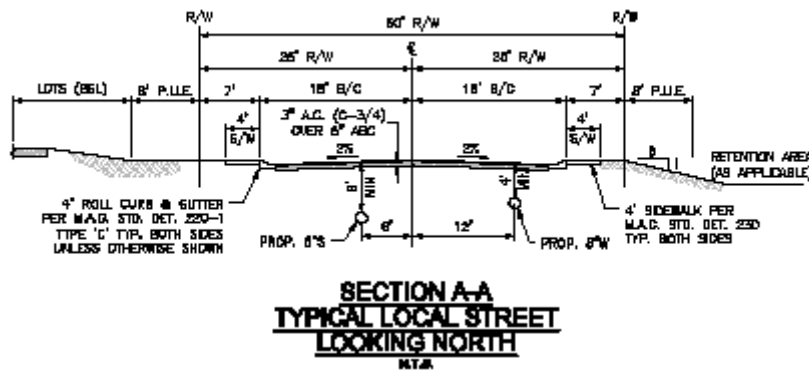 R/W
R/W
50' R/W
25' R/W
25' R/W
LOTS (BSL)
8' P.U.E.
7'
18' B/C
18' B/C
7'
8' P.U.E.
4'
S/W
3" A.C. (C-3/4)
OVER 6" ABC
4'
S/W
2%
2%
RETENTION AREA
(AS APPLICABLE)
MIN
4'
MIN
4" ROLL CURB & GUTTER
PER M.A.G. STD. DET. 220-1
TYPE 'C' TYP. BOTH SIDES
UNLESS OTHERWISE SHOWN
PROP. 8"S
6'
12'
PROP. 8"W
4' SIDEWALK PER
M.A.G. STD. DET. 230
TYP. BOTH SIDES
SECTION A-A
TYPICAL LOCAL STREET
LOOKING NORTH
N.T.S.